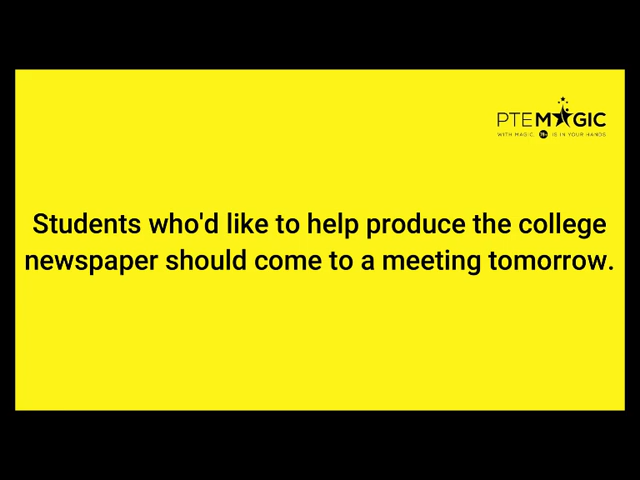 PTEMAGIC
WITH MAGIC, 79+ IS IN YOUR HANDS
Students who'd like to help produce the college
newspaper should come to a meeting tomorrow.